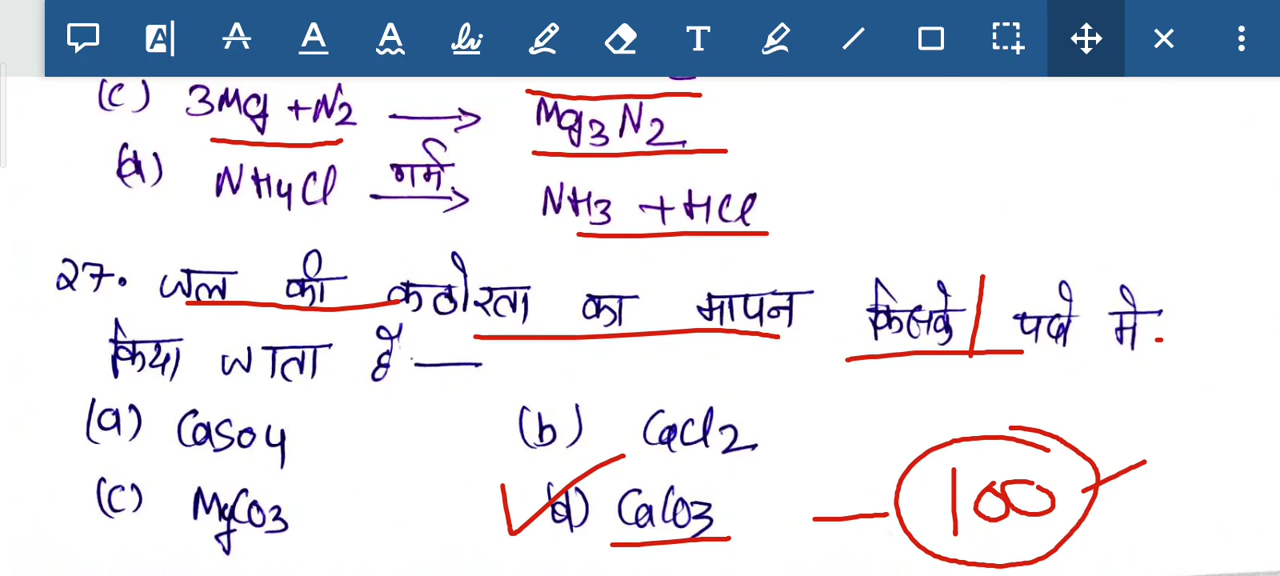 (c) 3Mg + N2 → Mg3N2
(d) NH4Cl गर्म → NH3 + HCl
27. जल की कठोरता का मापन किसके पदो मे.
किया जाता है —
(a) CaSO4 (b) CaCl2
(c) MgCO3 (d) CaCO3 — 100